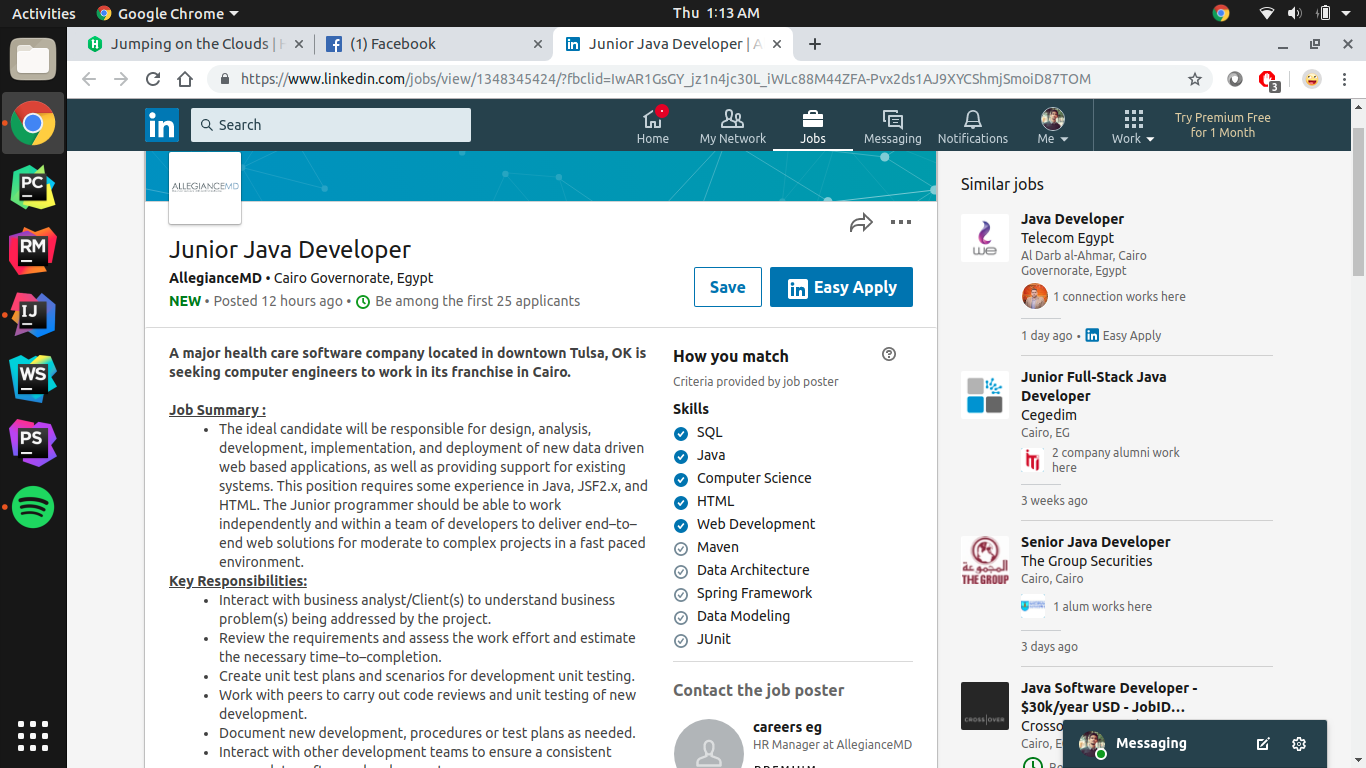 Activities
Google Chrome
Thu 1:13 AM
Jumping on the Clouds |
(1) Facebook
Junior Java Developer | A
https://www.linkedin.com/jobs/view/1348345424/?fbclid=IwAR1GsGY_jz1n4jc30L_iWLc88M44ZFA-Pvx2ds1AJ9XYCShmjSmoiD87TOM
3
in
Search
Home
My Network
Jobs
Messaging
Notifications
Me
Work
Try Premium Free
for 1 Month
PC
RM
IJ
WS
PS
ALLEGIANCEMD
Junior Java Developer
AllegianceMD • Cairo Governorate, Egypt
NEW • Posted 12 hours ago • Be among the first 25 applicants
Save
in Easy Apply
A major health care software company located in downtown Tulsa, OK is
seeking computer engineers to work in its franchise in Cairo.
Job Summary :
• The ideal candidate will be responsible for design, analysis,
development, implementation, and deployment of new data driven
web based applications, as well as providing support for existing
systems. This position requires some experience in Java, JSF2.x, and
HTML. The Junior programmer should be able to work
independently and within a team of developers to deliver end–to–
end web solutions for moderate to complex projects in a fast paced
environment.
Key Responsibilities:
• Interact with business analyst/Client(s) to understand business
problem(s) being addressed by the project.
• Review the requirements and assess the work effort and estimate
the necessary time–to–completion.
• Create unit test plans and scenarios for development unit testing.
• Work with peers to carry out code reviews and unit testing of new
development.
• Document new development, procedures or test plans as needed.
• Interact with other development teams to ensure a consistent
How you match
Criteria provided by job poster
Skills
SQL
Java
Computer Science
HTML
Web Development
Maven
Data Architecture
Spring Framework
Data Modeling
JUnit
Contact the job poster
careers eg
HR Manager at AllegianceMD
Similar jobs
we
Java Developer
Telecom Egypt
Al Darb al-Ahmar, Cairo
Governorate, Egypt
1 connection works here
1 day ago • in Easy Apply
Junior Full-Stack Java
Developer
Cegedim
Cairo, EG
2 company alumni work
here
3 weeks ago
المجموعة
THE GROUP
Senior Java Developer
The Group Securities
Cairo, Cairo
1 alum works here
3 days ago
CROSSOVER
Java Software Developer -
$30k/year USD - JobID…
Crosso
Cairo, E
Messaging